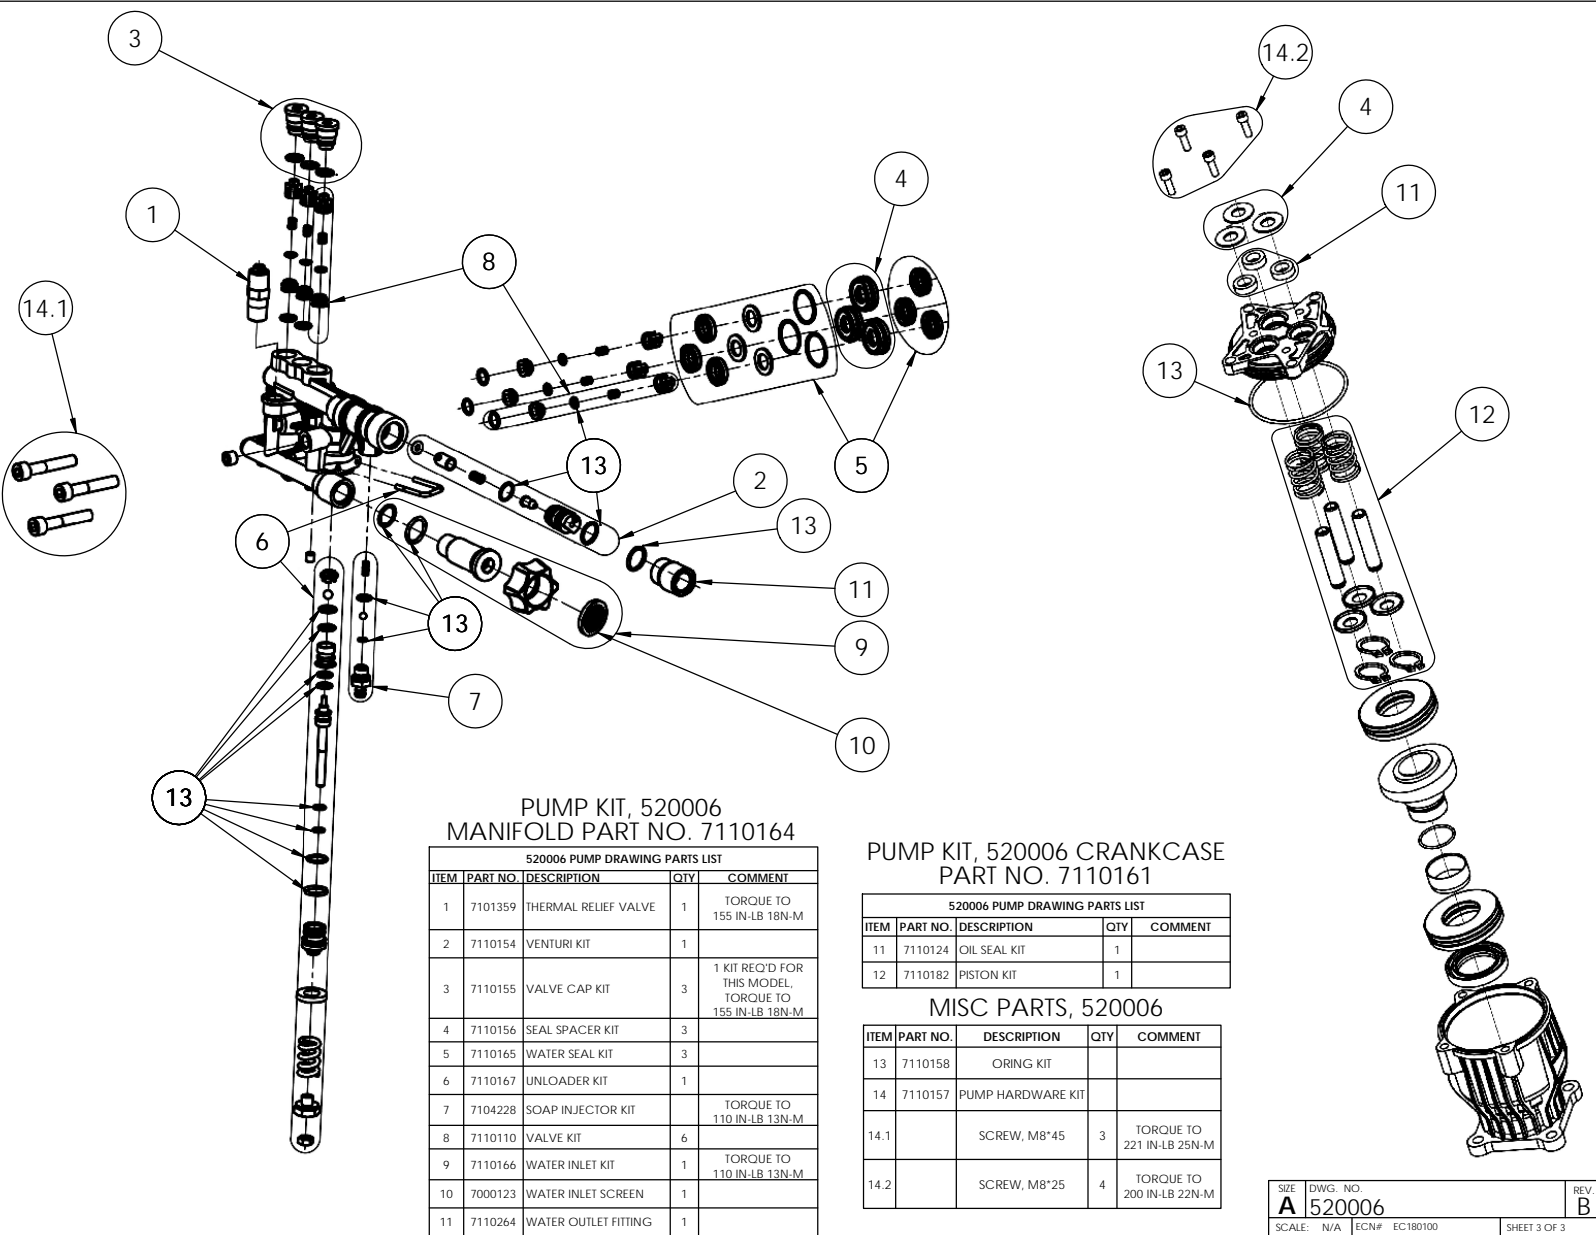 3
14.2
4
4
11
1
8
14.1
13
12
13
5
2
13
6
11
13
9
7
10
13
PUMP KIT, 520006
MANIFOLD PART NO. 7110164
520006 PUMP DRAWING PARTS LIST
ITEM PART NO. DESCRIPTION QTY COMMENT
1 7101359 THERMAL RELIEF VALVE 1 TORQUE TO
155 IN-LB 18N-M
2 7110154 VENTURI KIT 1
3 7110155 VALVE CAP KIT 3 1 KIT REQ'D FOR
THIS MODEL,
TORQUE TO
155 IN-LB 18N-M
4 7110156 SEAL SPACER KIT 3
5 7110165 WATER SEAL KIT 3
6 7110167 UNLOADER KIT 1
7 7104228 SOAP INJECTOR KIT TORQUE TO
110 IN-LB 13N-M
8 7110110 VALVE KIT 6
9 7110166 WATER INLET KIT 1 TORQUE TO
110 IN-LB 13N-M
10 7000123 WATER INLET SCREEN 1
11 7110264 WATER OUTLET FITTING 1
PUMP KIT, 520006 CRANKCASE
PART NO. 7110161
520006 PUMP DRAWING PARTS LIST
ITEM PART NO. DESCRIPTION QTY COMMENT
11 7110124 OIL SEAL KIT 1
12 7110182 PISTON KIT 1
MISC PARTS, 520006
ITEM PART NO. DESCRIPTION QTY COMMENT
13 7110158 ORING KIT
14 7110157 PUMP HARDWARE KIT
14.1 SCREW, M8*45 3 TORQUE TO
221 IN-LB 25N-M
14.2 SCREW, M8*25 4 TORQUE TO
200 IN-LB 22N-M
SIZE DWG. NO. REV.
A 520006 B
SCALE: N/A ECN# EC180100 SHEET 3 OF 3